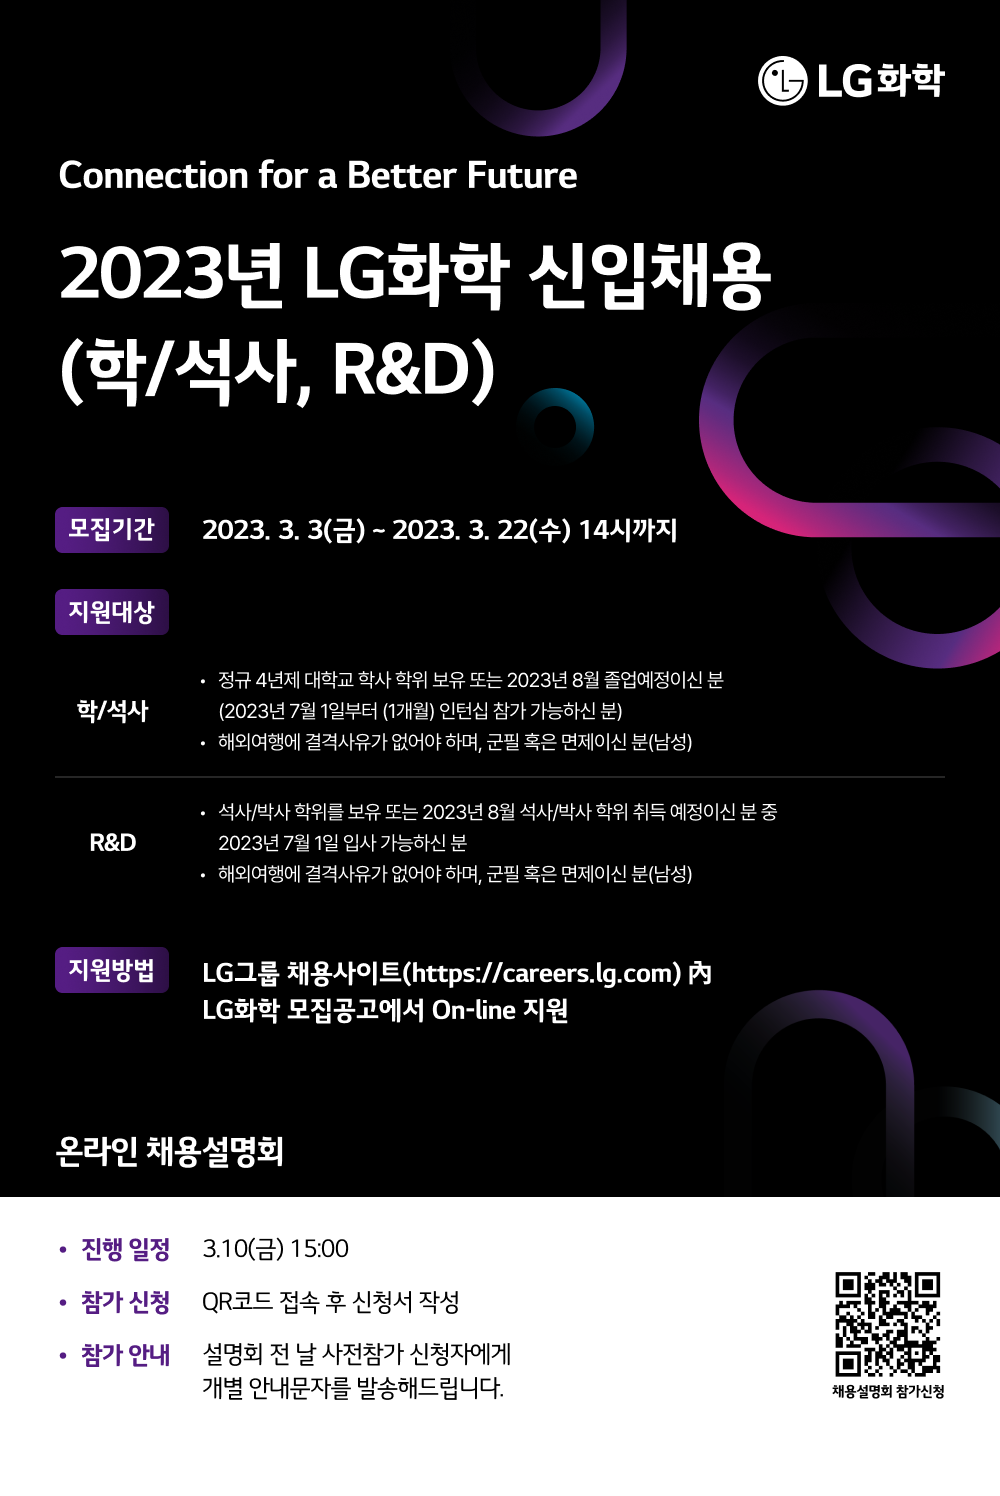 LG화학
Connection for a Better Future
2023년 LG화학 신입채용
(학/석사, R&D)
모집기간 2023. 3. 3(금) ~ 2023. 3. 22(수) 14시까지
지원대상
학/석사
• 정규 4년제 대학교 학사 학위 보유 또는 2023년 8월 졸업예정이신 분
(2023년 7월 1일부터 (1개월) 인턴십 참가 가능하신 분)
• 해외여행에 결격사유가 없어야 하며, 군필 혹은 면제이신 분(남성)
R&D
• 석사/박사 학위를 보유 또는 2023년 8월 석사/박사 학위 취득 예정이신 분 중
2023년 7월 1일 입사 가능하신 분
• 해외여행에 결격사유가 없어야 하며, 군필 혹은 면제이신 분(남성)
지원방법 LG그룹 채용사이트(https://careers.lg.com) 內
LG화학 모집공고에서 On-line 지원
온라인 채용설명회
• 진행 일정 3.10(금) 15:00
• 참가 신청 QR코드 접속 후 신청서 작성
• 참가 안내 설명회 전 날 사전참가 신청자에게
개별 안내문자를 발송해드립니다.
채용설명회 참가신청